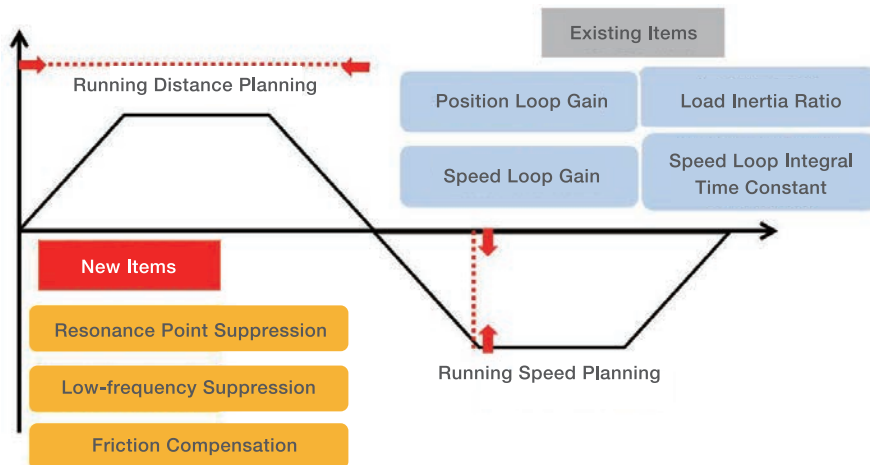 Existing Items
Running Distance Planning
Position Loop Gain
Load Inertia Ratio
Speed Loop Gain
Speed Loop Integral
Time Constant
New Items
Resonance Point Suppression
Low-frequency Suppression
Friction Compensation
Running Speed Planning